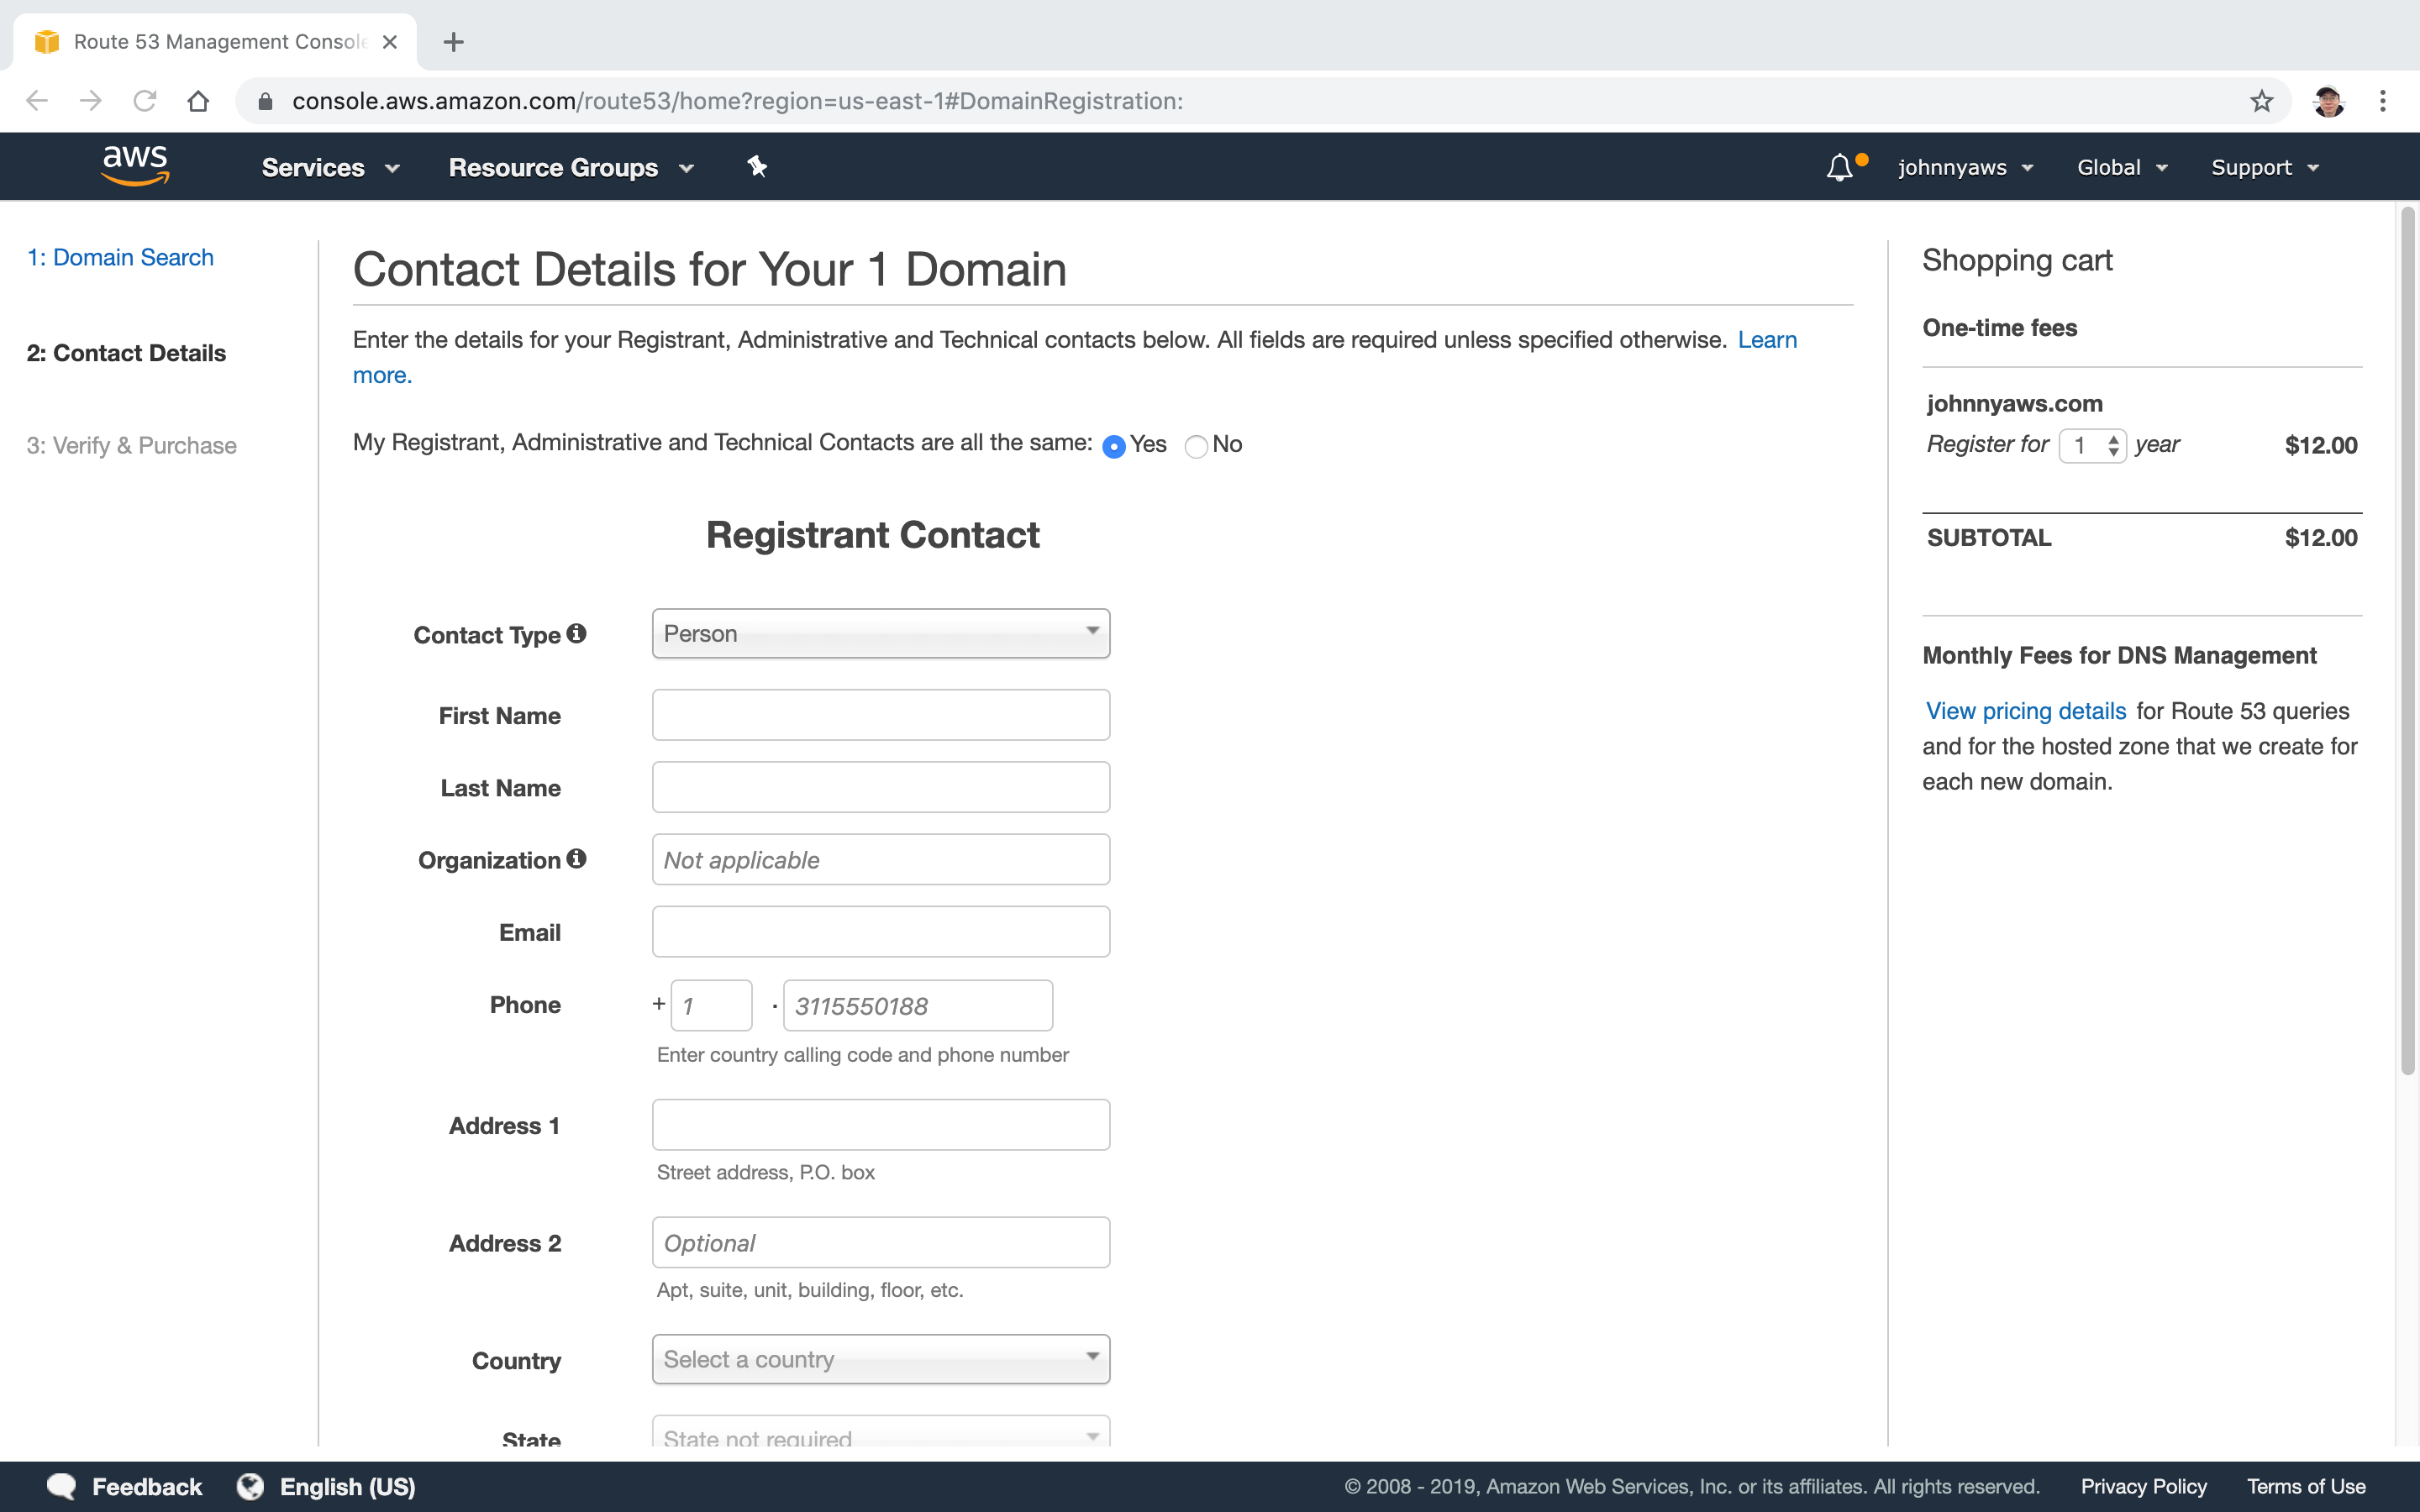 Route 53 Management Console
console.aws.amazon.com/route53/home?region=us-east-1#DomainRegistration:
aws
Services
Resource Groups
johnnyaws
Global
Support
1: Domain Search
2: Contact Details
3: Verify & Purchase
Contact Details for Your 1 Domain
Enter the details for your Registrant, Administrative and Technical contacts below. All fields are required unless specified otherwise. Learn
more.
My Registrant, Administrative and Technical Contacts are all the same: Yes No
Registrant Contact
Contact Type Person
First Name
Last Name
Organization Not applicable
Email
Phone + 1 · 3115550188
Enter country calling code and phone number
Address 1
Street address, P.O. box
Address 2 Optional
Apt, suite, unit, building, floor, etc.
Country Select a country
State State not required
Shopping cart
One-time fees
johnnyaws.com
Register for 1 year $12.00
SUBTOTAL $12.00
Monthly Fees for DNS Management
View pricing details for Route 53 queries
and for the hosted zone that we create for
each new domain.
Feedback
English (US)
© 2008 - 2019, Amazon Web Services, Inc. or its affiliates. All rights reserved.
Privacy Policy
Terms of Use